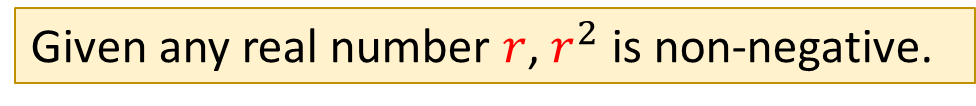 Given any real number r, r² is non-negative.